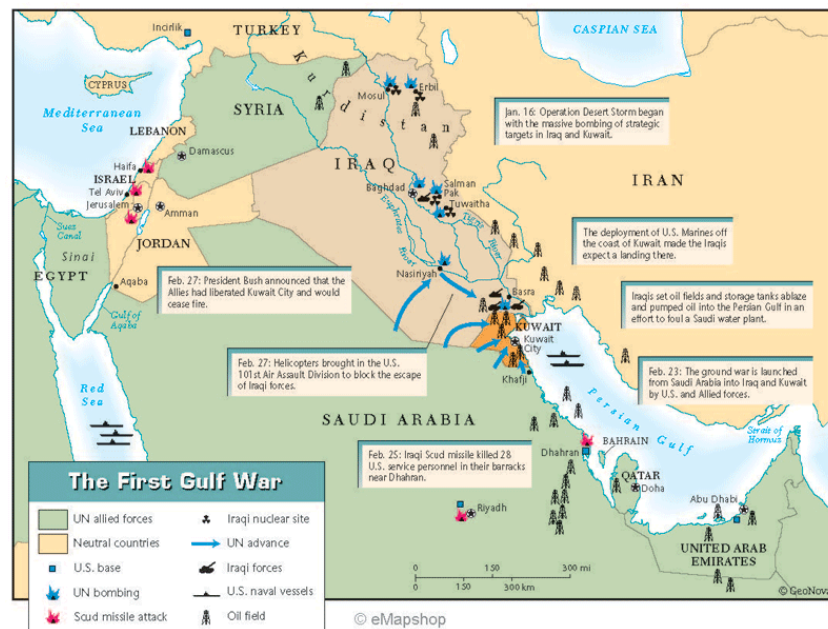 Incirlik
TURKEY
CASPIAN SEA
CYPRUS
Mediterranean
Sea
SYRIA
Kurdistan
Mosul
Erbil
Jan. 16: Operation Desert Storm began
with the massive bombing of strategic
targets in Iraq and Kuwait.
LEBANON
Damascus
IRAQ
IRAN
Haifa
ISRAEL
Tel Aviv
Jerusalem
Amman
Baghdad
Salman
Pak
Tuwaitha
Euphrates
River
Tigris
River
Suez
Canal
Sinai
EGYPT
JORDAN
Aqaba
Gulf of
Aqaba
The deployment of U.S. Marines off
the coast of Kuwait made the Iraqis
expect a landing there.
Feb. 27: President Bush announced that the
Allies had liberated Kuwait City and would
cease fire.
Nasiriyah
Basra
Iraqis set oil fields and storage tanks ablaze
and pumped oil into the Persian Gulf in an
effort to foul a Saudi water plant.
KUWAIT
Kuwait
City
Feb. 27: Helicopters brought in the U.S.
101st Air Assault Division to block the escape
of Iraqi forces.
Khafji
Feb. 23: The ground war is launched
from Saudi Arabia into Iraq and Kuwait
by U.S. and Allied forces.
Red
Sea
SAUDI ARABIA
Persian Gulf
Feb. 25: Iraqi Scud missile killed 28
U.S. service personnel in their barracks
near Dhahran.
Dhahran
BAHRAIN
Strait of
Hormus
QATAR
Doha
Riyadh
Abu Dhabi
UNITED ARAB
EMIRATES
The First Gulf War
UN allied forces
Neutral countries
U.S. base
UN bombing
Scud missile attack
Iraqi nuclear site
UN advance
Iraqi forces
U.S. naval vessels
Oil field
0 150 300 mi
0 150 300 km
© GeoNova
© eMapshop